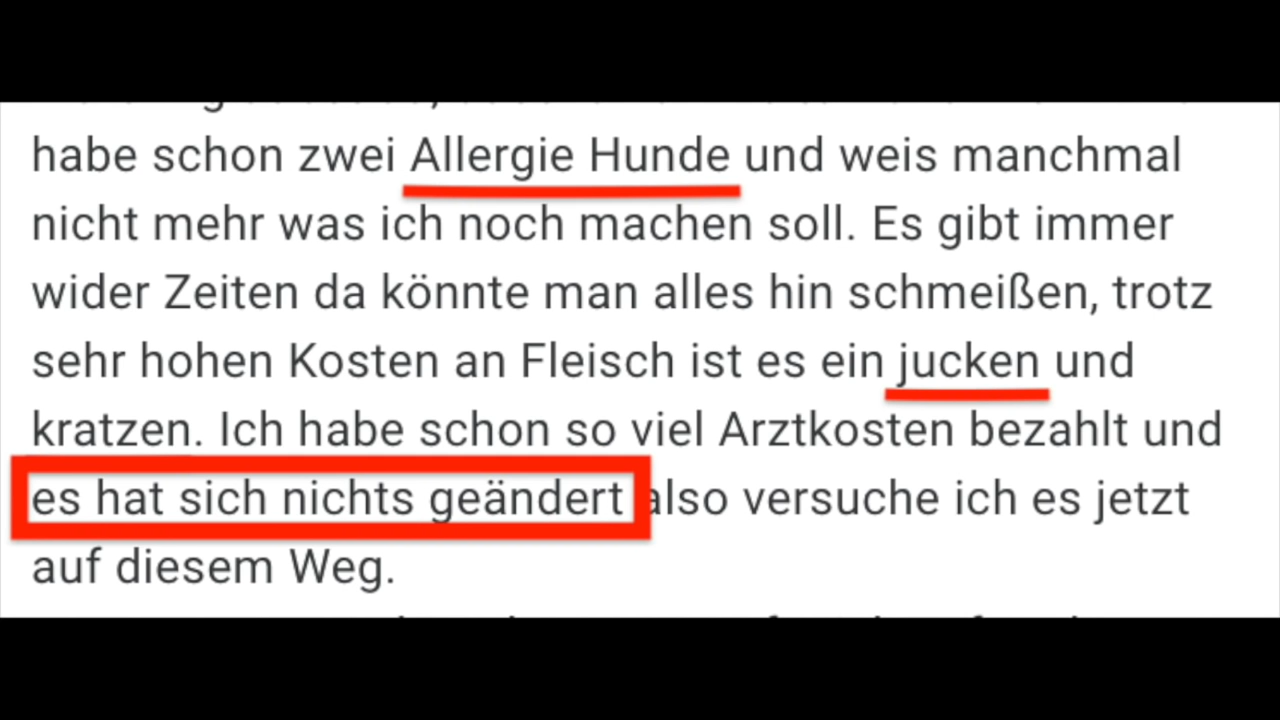 habe schon zwei Allergie Hunde und weis manchmal
nicht mehr was ich noch machen soll. Es gibt immer
wider Zeiten da könnte man alles hin schmeißen, trotz
sehr hohen Kosten an Fleisch ist es ein jucken und
kratzen. Ich habe schon so viel Arztkosten bezahlt und
es hat sich nichts geändert also versuche ich es jetzt
auf diesem Weg.